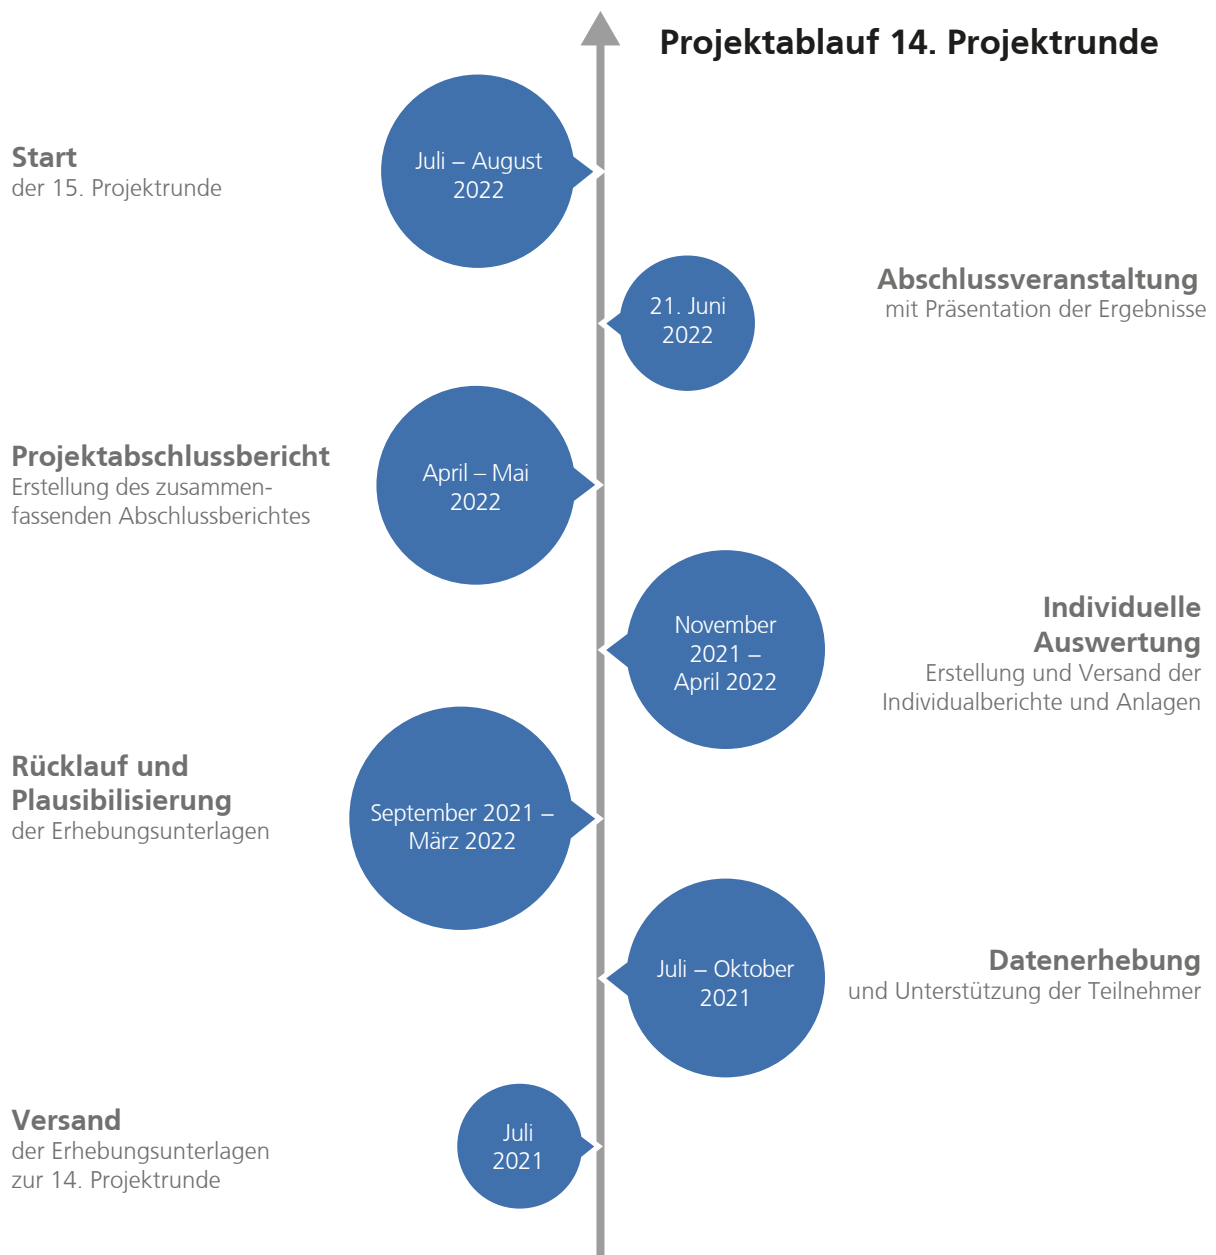 Projektablauf 14. Projektrunde
Start
der 15. Projektrunde
Juli – August
2022
21. Juni
2022
Abschlussveranstaltung
mit Präsentation der Ergebnisse
Projektabschlussbericht
Erstellung des zusammen-
fassenden Abschlussberichtes
April – Mai
2022
November
2021 –
April 2022
Individuelle
Auswertung
Erstellung und Versand der
Individualberichte und Anlagen
Rücklauf und
Plausibilisierung
der Erhebungsunterlagen
September 2021 –
März 2022
Juli – Oktober
2021
Datenerhebung
und Unterstützung der Teilnehmer
Versand
der Erhebungsunterlagen
zur 14. Projektrunde
Juli
2021